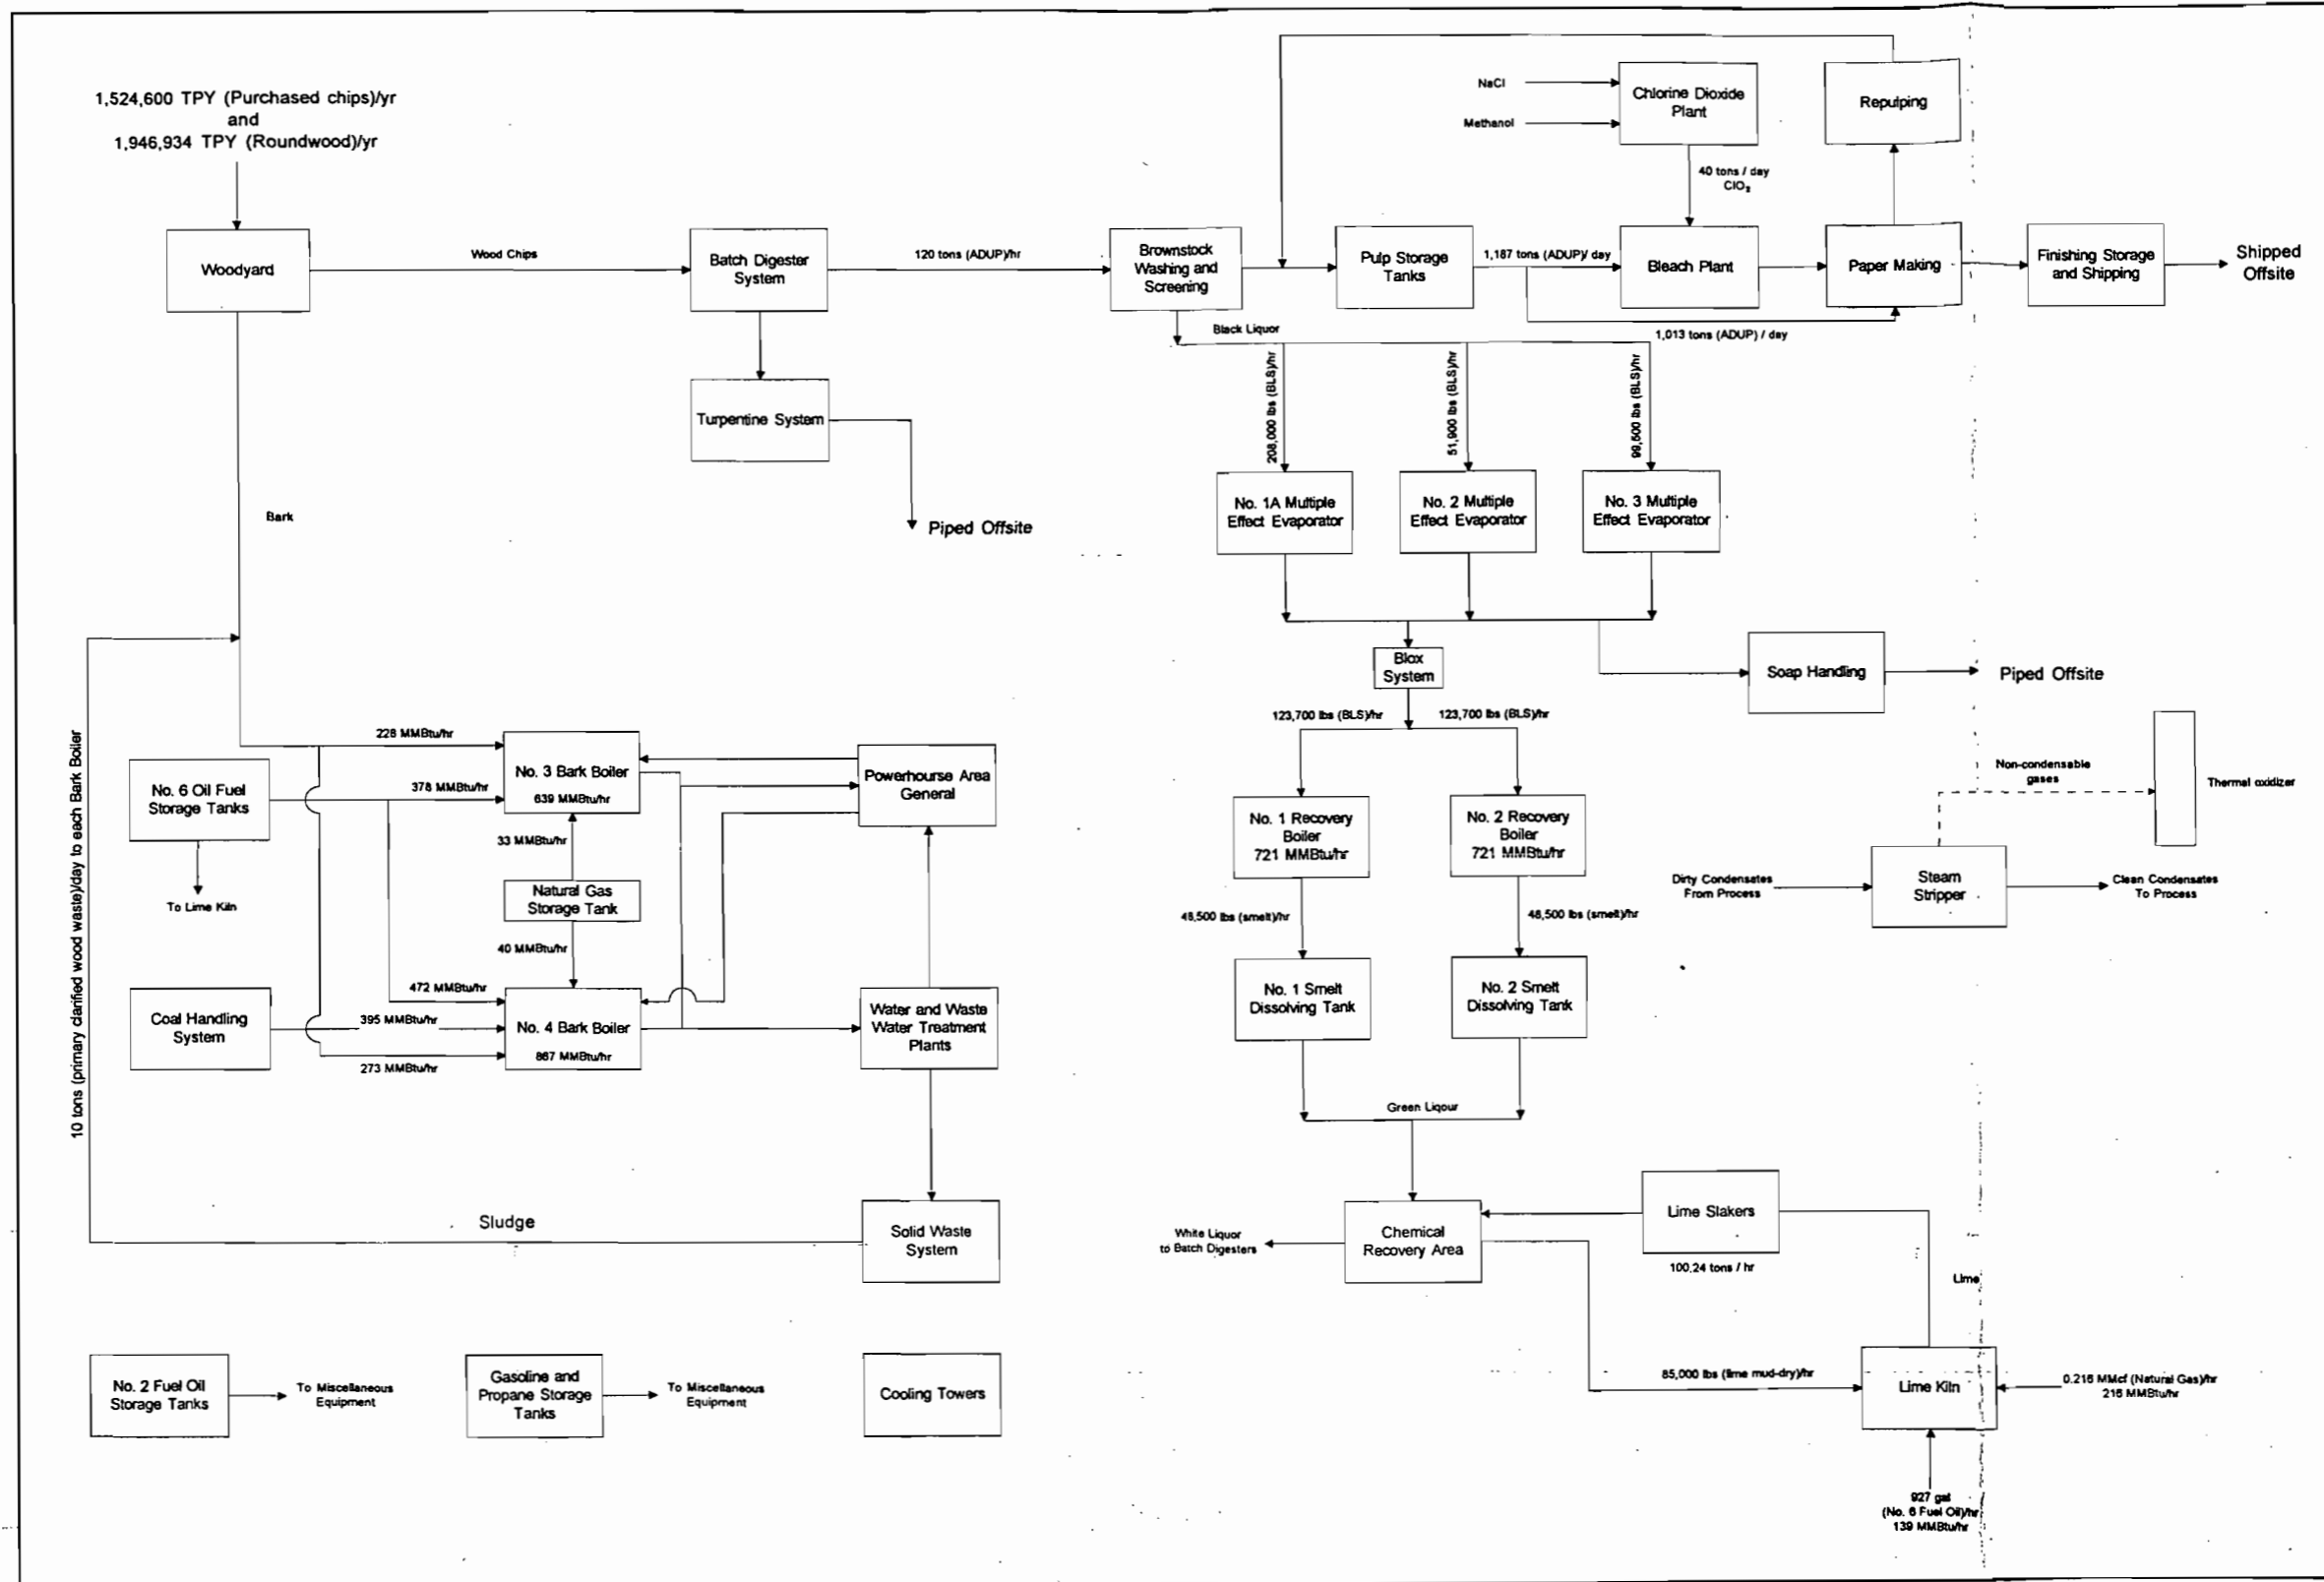 1,524,600 TPY (Purchased chips)/yr
and
1,946,934 TPY (Roundwood)/yr
Woodyard
Wood Chips
Batch Digester
System
120 tons (ADUP)/hr
Brownstock
Washing and
Screening
Pulp Storage
Tanks
1,187 tons (ADUP)/ day
NaCl
Methanol
Chlorine Dioxide
Plant
40 tons / day
ClO₂
Bleach Plant
Repulping
Paper Making
Finishing Storage
and Shipping
Shipped
Offsite
1,013 tons (ADUP) / day
Black Liquor
Turpentine System
Piped Offsite
208,000 lbs (BLS)/hr
51,900 lbs (BLS)/hr
99,500 lbs (BLS)/hr
No. 1A Multiple
Effect Evaporator
No. 2 Multiple
Effect Evaporator
No. 3 Multiple
Effect Evaporator
Bark
Blox
System
Soap Handling
Piped Offsite
123,700 lbs (BLS)/hr
123,700 lbs (BLS)/hr
10 tons (primary clarified wood waste)/day to each Bark Boiler
228 MMBtu/hr
No. 6 Oil Fuel
Storage Tanks
378 MMBtu/hr
No. 3 Bark Boiler
639 MMBtu/hr
Powerhourse Area
General
To Lime Kiln
33 MMBtu/hr
Natural Gas
Storage Tank
40 MMBtu/hr
472 MMBtu/hr
Coal Handling
System
395 MMBtu/hr
No. 4 Bark Boiler
867 MMBtu/hr
273 MMBtu/hr
Water and Waste
Water Treatment
Plants
No. 1 Recovery
Boiler
721 MMBtu/hr
No. 2 Recovery
Boiler
721 MMBtu/hr
Non-condensable
gases
Thermal oxidizer
Dirty Condensates
From Process
Steam
Stripper
Clean Condensates
To Process
48,500 lbs (smelt)/hr
48,500 lbs (smelt)/hr
No. 1 Smelt
Dissolving Tank
No. 2 Smelt
Dissolving Tank
Green Liqour
Sludge
Solid Waste
System
White Liquor
to Batch Digesters
Chemical
Recovery Area
Lime Slakers
100.24 tons / hr
Lime
No. 2 Fuel Oil
Storage Tanks
To Miscellaneous
Equipment
Gasoline and
Propane Storage
Tanks
To Miscellaneous
Equipment
Cooling Towers
85,000 lbs (lime mud-dry)/hr
Lime Kiln
0.216 MMcf (Natural Gas)/hr
216 MMBtu/hr
927 gal
(No. 6 Fuel Oil)/hr
139 MMBtu/hr